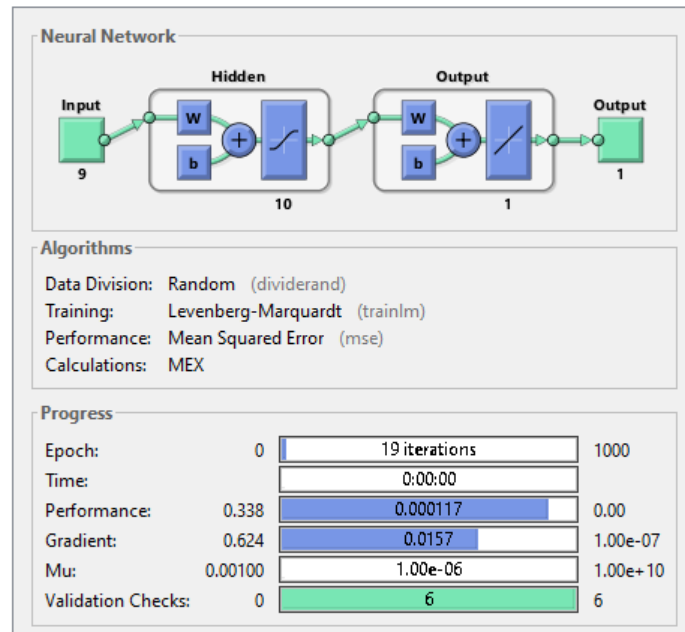 Neural Network
Hidden Output
Input Output
W W
b b
9 1
10 1
Algorithms
Data Division: Random (dividerand)
Training: Levenberg-Marquardt (trainlm)
Performance: Mean Squared Error (mse)
Calculations: MEX
Progress
Epoch: 0 19 iterations 1000
Time: 0:00:00
Performance: 0.338 0.000117 0.00
Gradient: 0.624 0.0157 1.00e-07
Mu: 0.00100 1.00e-06 1.00e+10
Validation Checks: 0 6 6